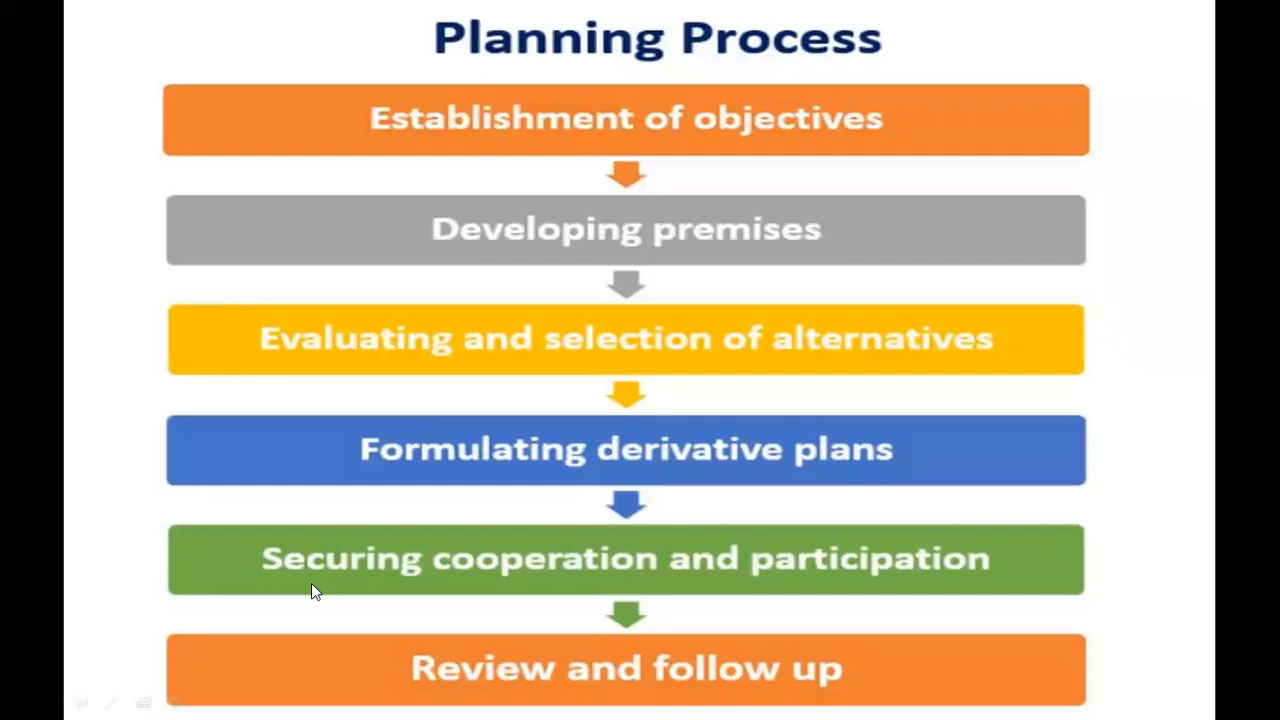 Planning Process
Establishment of objectives
Developing premises
Evaluating and selection of alternatives
Formulating derivative plans
Securing cooperation and participation
Review and follow up